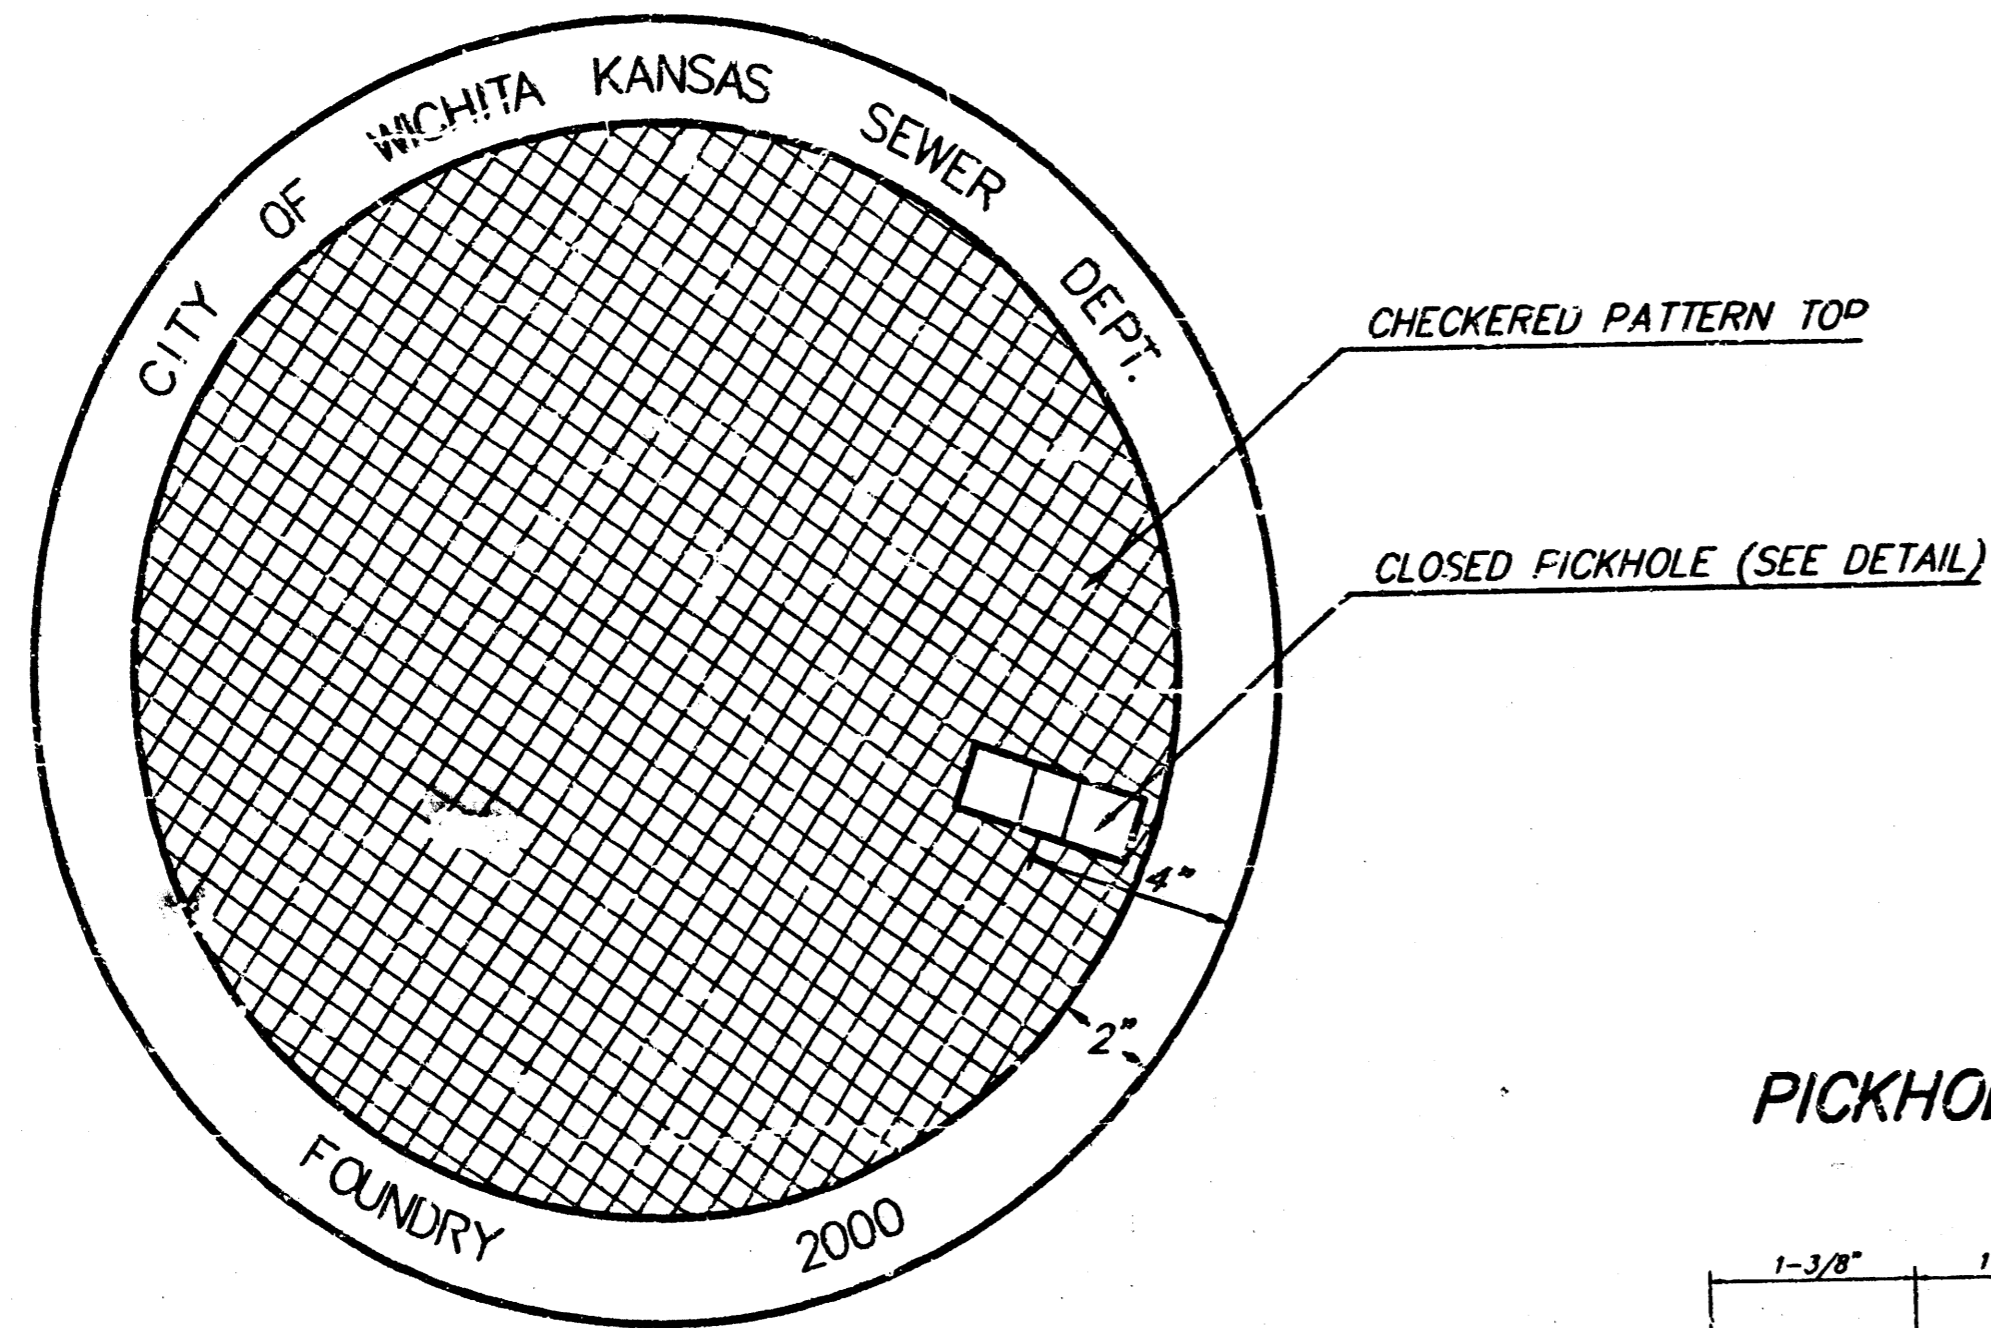 CITY OF WICHITA KANSAS SEWER DEPT.
CHECKERED PATTERN TOP
CLOSED PICKHOLE (SEE DETAIL)
4"
2"
FOUNDRY 2000
1-3/8"